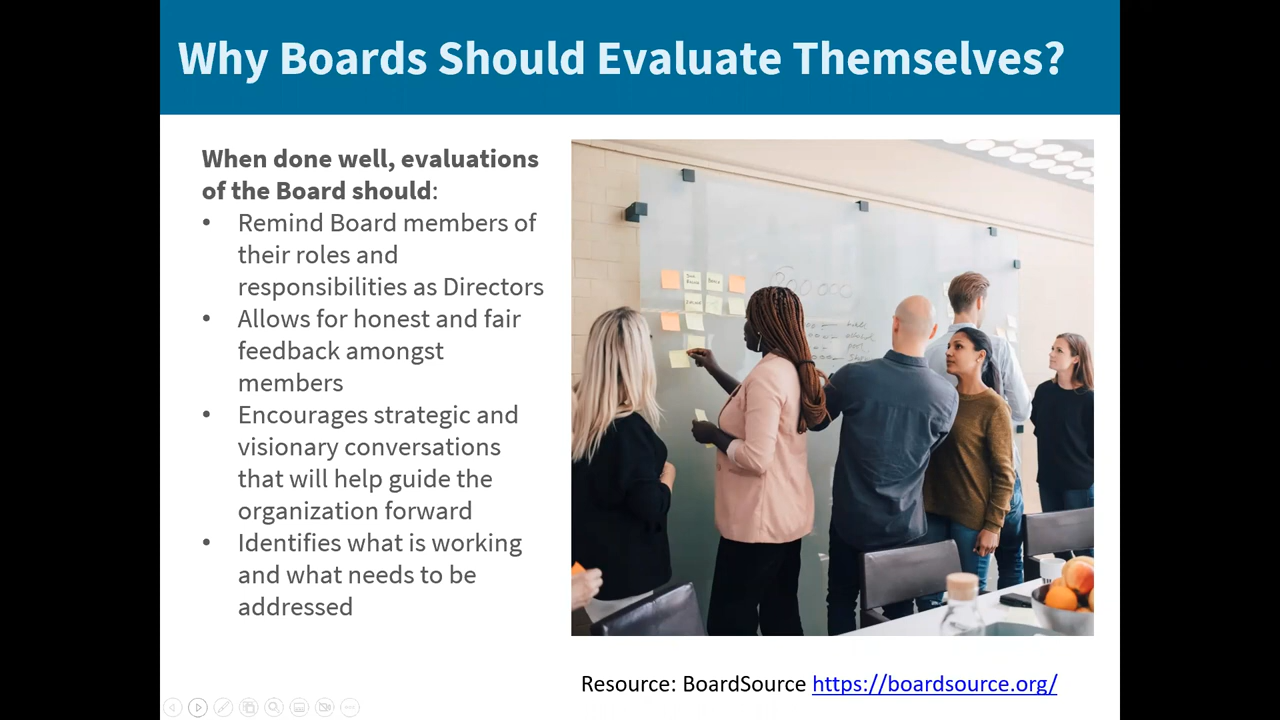 Why Boards Should Evaluate Themselves?
When done well, evaluations
of the Board should:
• Remind Board members of
their roles and
responsibilities as Directors
• Allows for honest and fair
feedback amongst
members
• Encourages strategic and
visionary conversations
that will help guide the
organization forward
• Identifies what is working
and what needs to be
addressed
Resource: BoardSource https://boardsource.org/